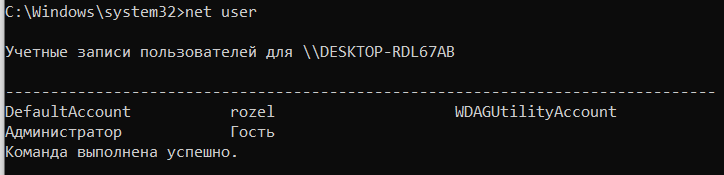 C:\Windows\system32>net user
Учетные записи пользователей для \\DESKTOP-RDL67AB
-------------------------------------------------------------------------------
DefaultAccount rozel WDAGUtilityAccount
Администратор Гость
Команда выполнена успешно.